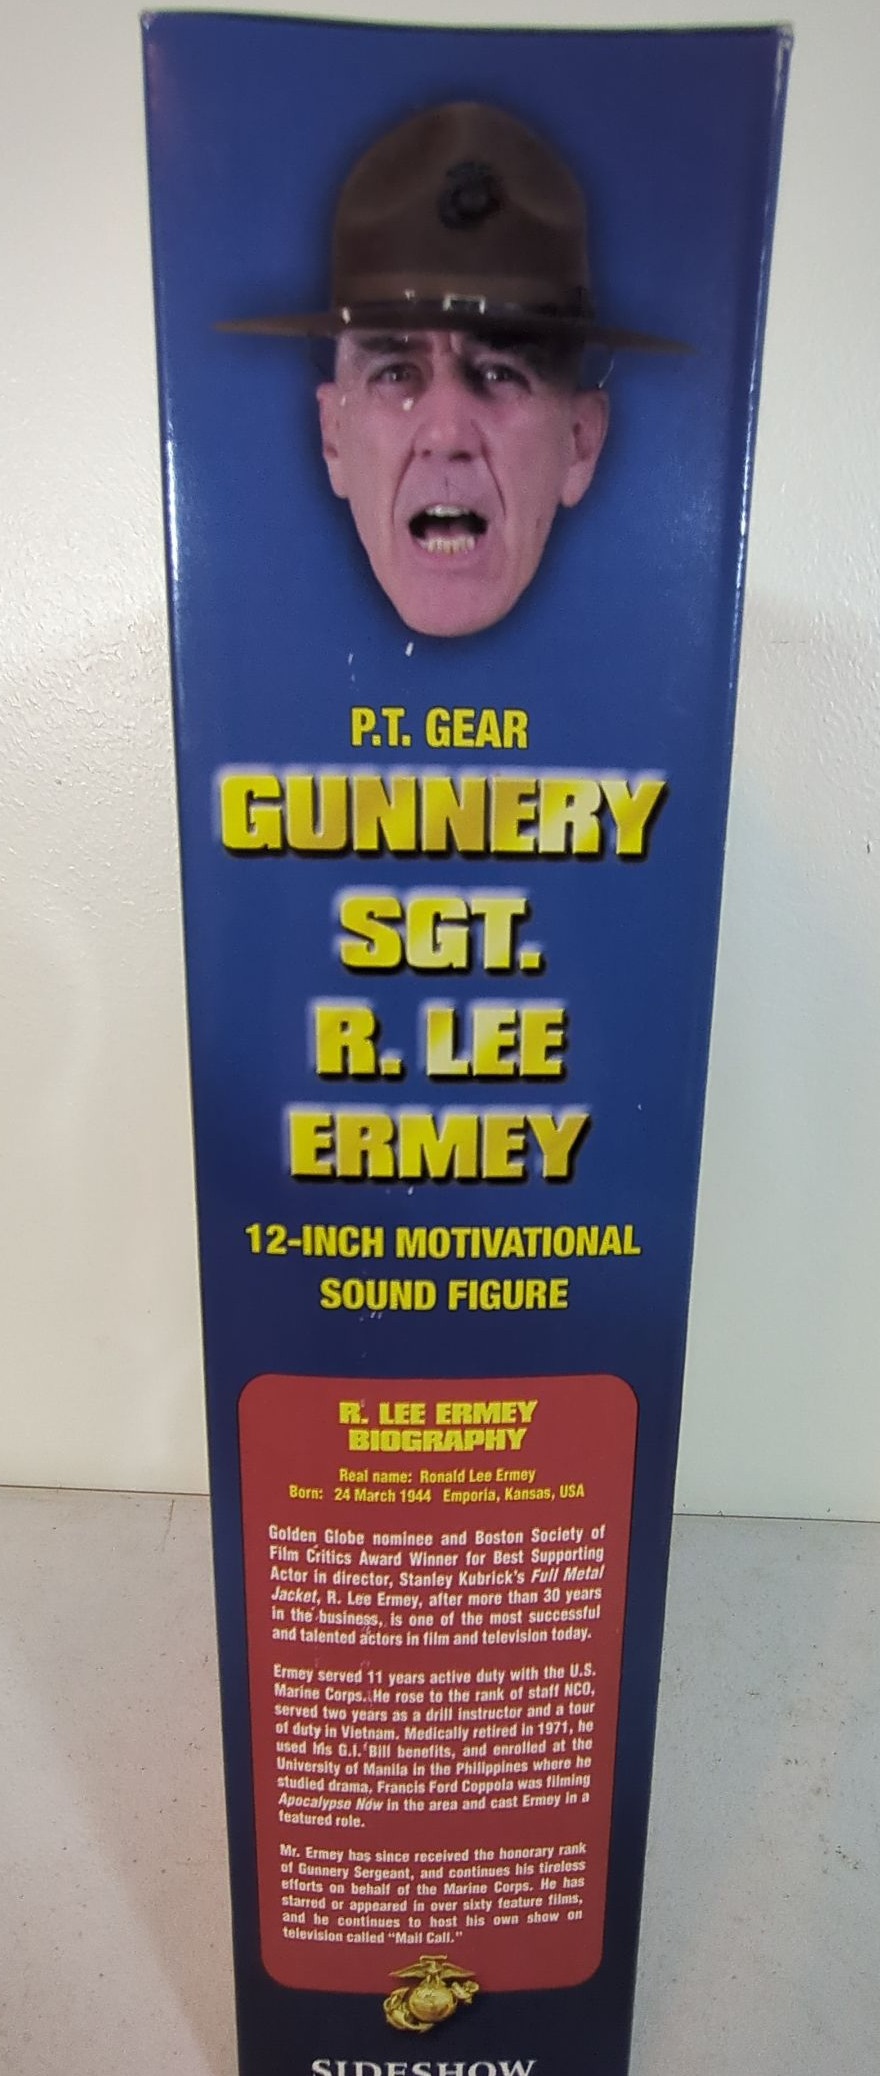 P.T. GEAR
GUNNERY
SGT.
R. LEE
ERMEY
12-INCH MOTIVATIONAL
SOUND FIGURE
R. LEE ERMEY
BIOGRAPHY
Real name: Ronald Lee Ermey
Born: 24 March 1944 Emporia, Kansas, USA
Golden Globe nominee and Boston Society of
Film Critics Award Winner for Best Supporting
Actor in director, Stanley Kubrick's Full Metal
Jacket, R. Lee Ermey, after more than 30 years
in the business, is one of the most successful
and talented actors in film and television today.
Ermey served 11 years active duty with the U.S.
Marine Corps. He rose to the rank of staff NCO,
served two years as a drill instructor and a tour
of duty in Vietnam. Medically retired in 1971, he
used his G.I. Bill benefits, and enrolled at the
University of Manila in the Philippines where he
studied drama, Francis Ford Coppola was filming
Apocalypse Now in the area and cast Ermey in a
featured role.
Mr. Ermey has since received the honorary rank
of Gunnery Sergeant, and continues his tireless
efforts on behalf of the Marine Corps. He has
starred or appeared in over sixty feature films,
and he continues to host his own show on
television called "Mail Call."
SIDESHOW